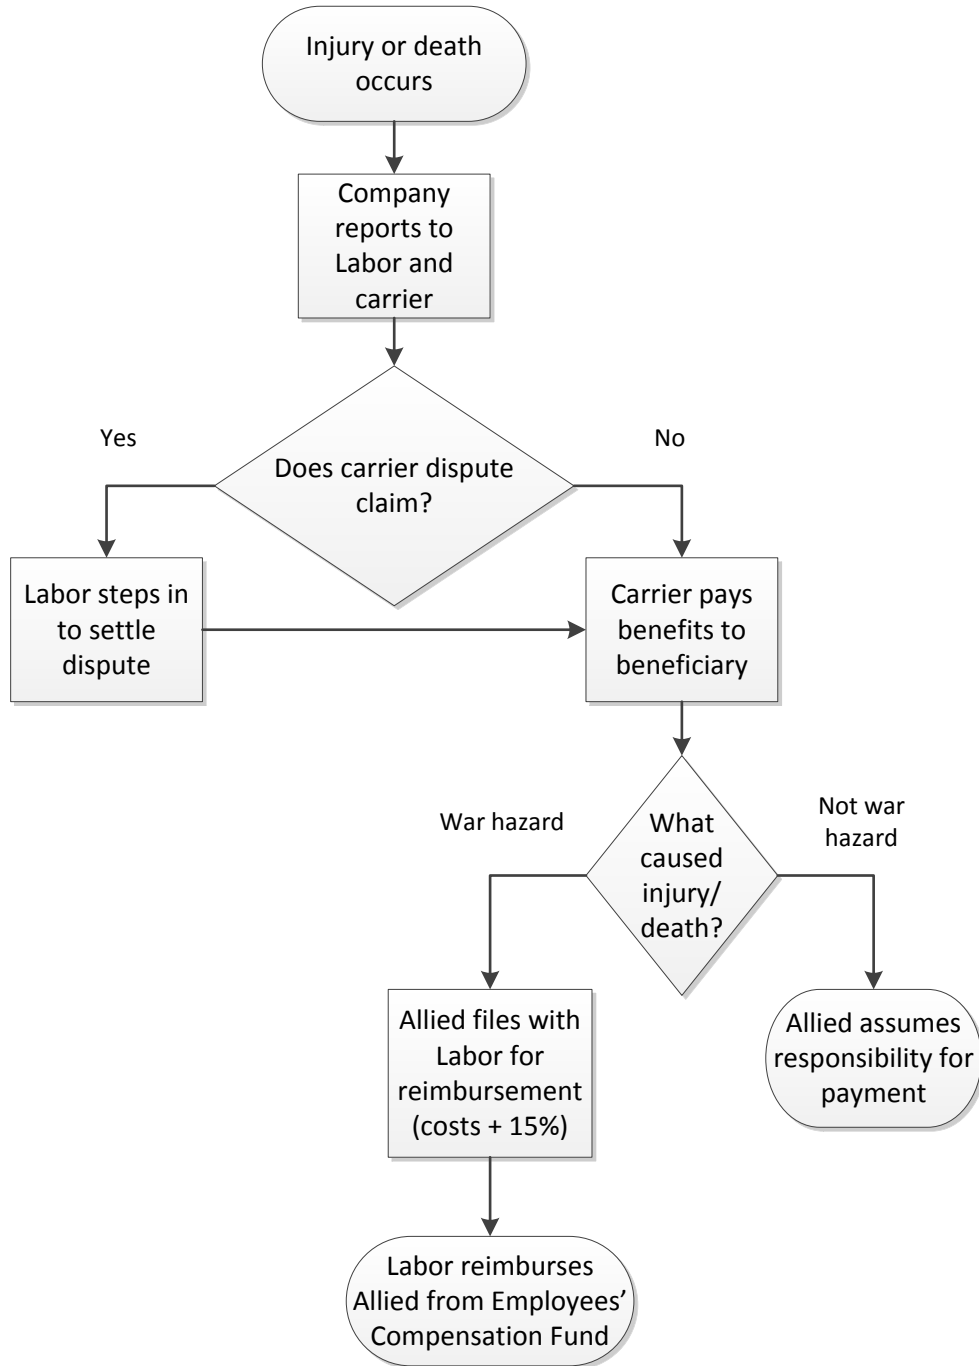 Injury or death
occurs
Company
reports to
Labor and
carrier
Yes
No
Does carrier dispute
claim?
Labor steps in
to settle
dispute
Carrier pays
benefits to
beneficiary
War hazard
Not war
hazard
What
caused
injury/
death?
Allied files with
Labor for
reimbursement
(costs + 15%)
Allied assumes
responsibility for
payment
Labor reimburses
Allied from Employees’
Compensation Fund